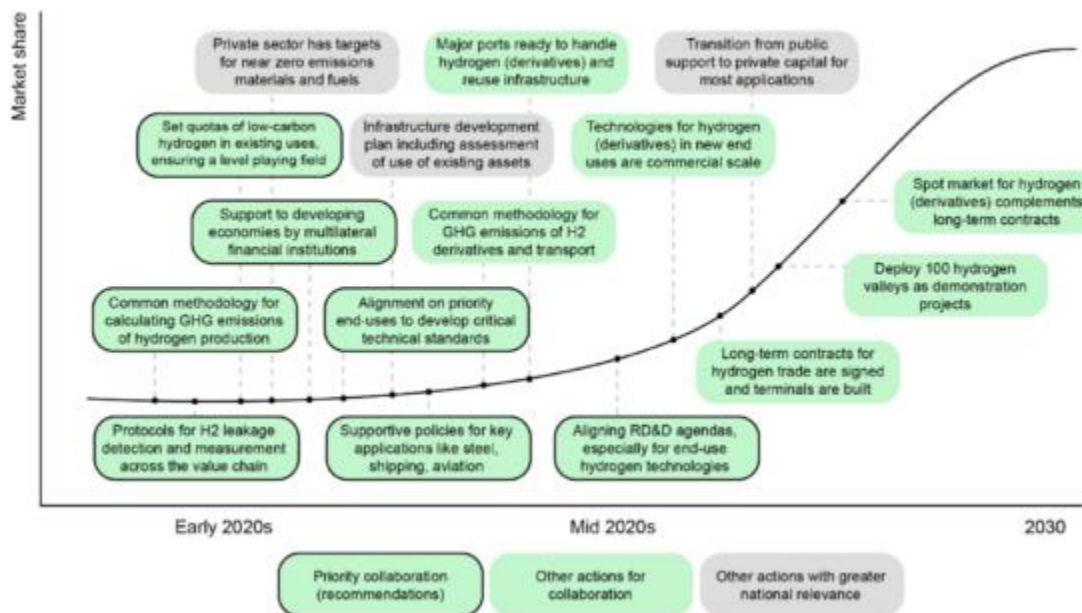 Market share
Private sector has targets
for near zero emissions
materials and fuels
Major ports ready to handle
hydrogen (derivatives) and
reuse infrastructure
Transition from public
support to private capital for
most applications
Set quotas of low-carbon
hydrogen in existing uses,
ensuring a level playing field
Infrastructure development
plan including assessment
of use of existing assets
Technologies for hydrogen
(derivatives) in new end
uses are commercial scale
Spot market for hydrogen
(derivatives) complements
long-term contracts
Support to developing
economies by multilateral
financial institutions
Common methodology for
GHG emissions of H2
derivatives and transport
Deploy 100 hydrogen
valleys as demonstration
projects
Common methodology for
calculating GHG emissions
of hydrogen production
Alignment on priority
end-uses to develop critical
technical standards
Long-term contracts for
hydrogen trade are signed
and terminals are built
Protocols for H2 leakage
detection and measurement
across the value chain
Supportive policies for key
applications like steel,
shipping, aviation
Aligning RD&D agendas,
especially for end-use
hydrogen technologies
Early 2020s
Mid 2020s
2030
Priority collaboration
(recommendations)
Other actions for
collaboration
Other actions with greater
national relevance